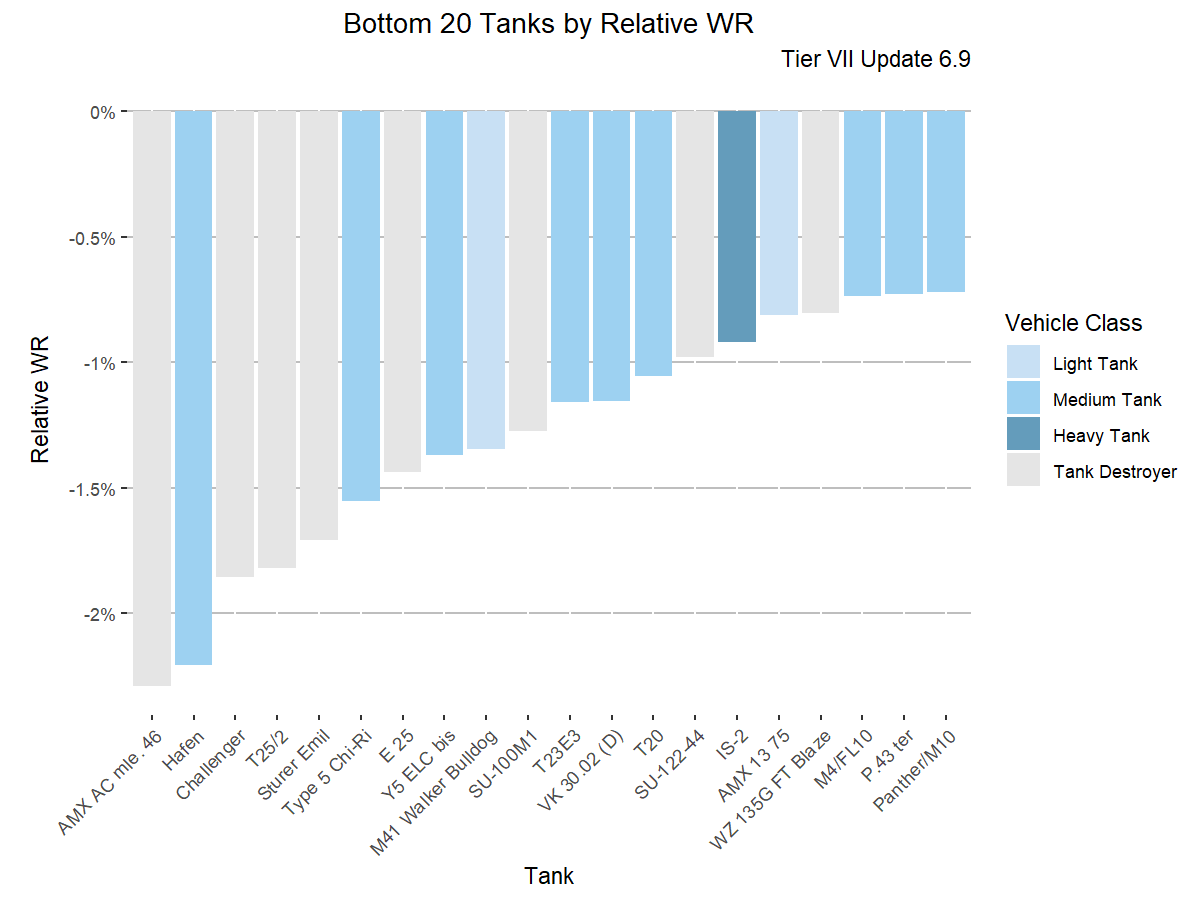 Bottom 20 Tanks by Relative WR
Tier VII Update 6.9
0%
-0.5%
-1%
-1.5%
-2%
Relative WR
AMX AC mle. 46
Hafen
Challenger
T25/2
Sturer Emil
Type 5 Chi-Ri
E 25
Y5 ELC bis
M41 Walker Bulldog
SU-100M1
T23E3
VK 30.02 (D)
T20
SU-122-44
IS-2
AMX 13 75
WZ 135G FT Blaze
M4/FL10
P.43 ter
Panther/M10
Tank
Vehicle Class
Light Tank
Medium Tank
Heavy Tank
Tank Destroyer